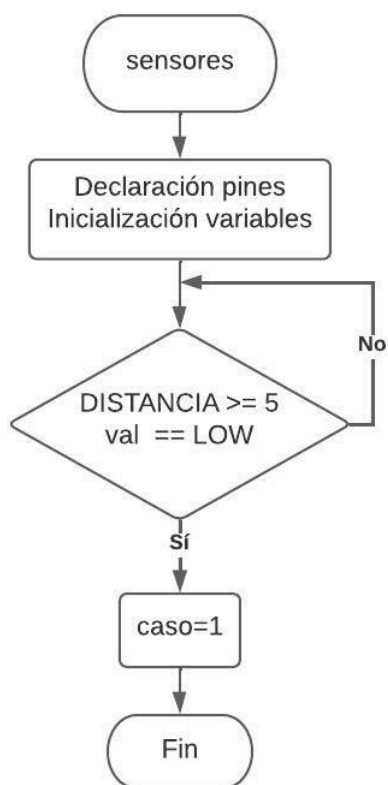 sensores
Declaración pines
Inicialización variables
No
DISTANCIA >= 5
val == LOW
Sí
caso=1
Fin